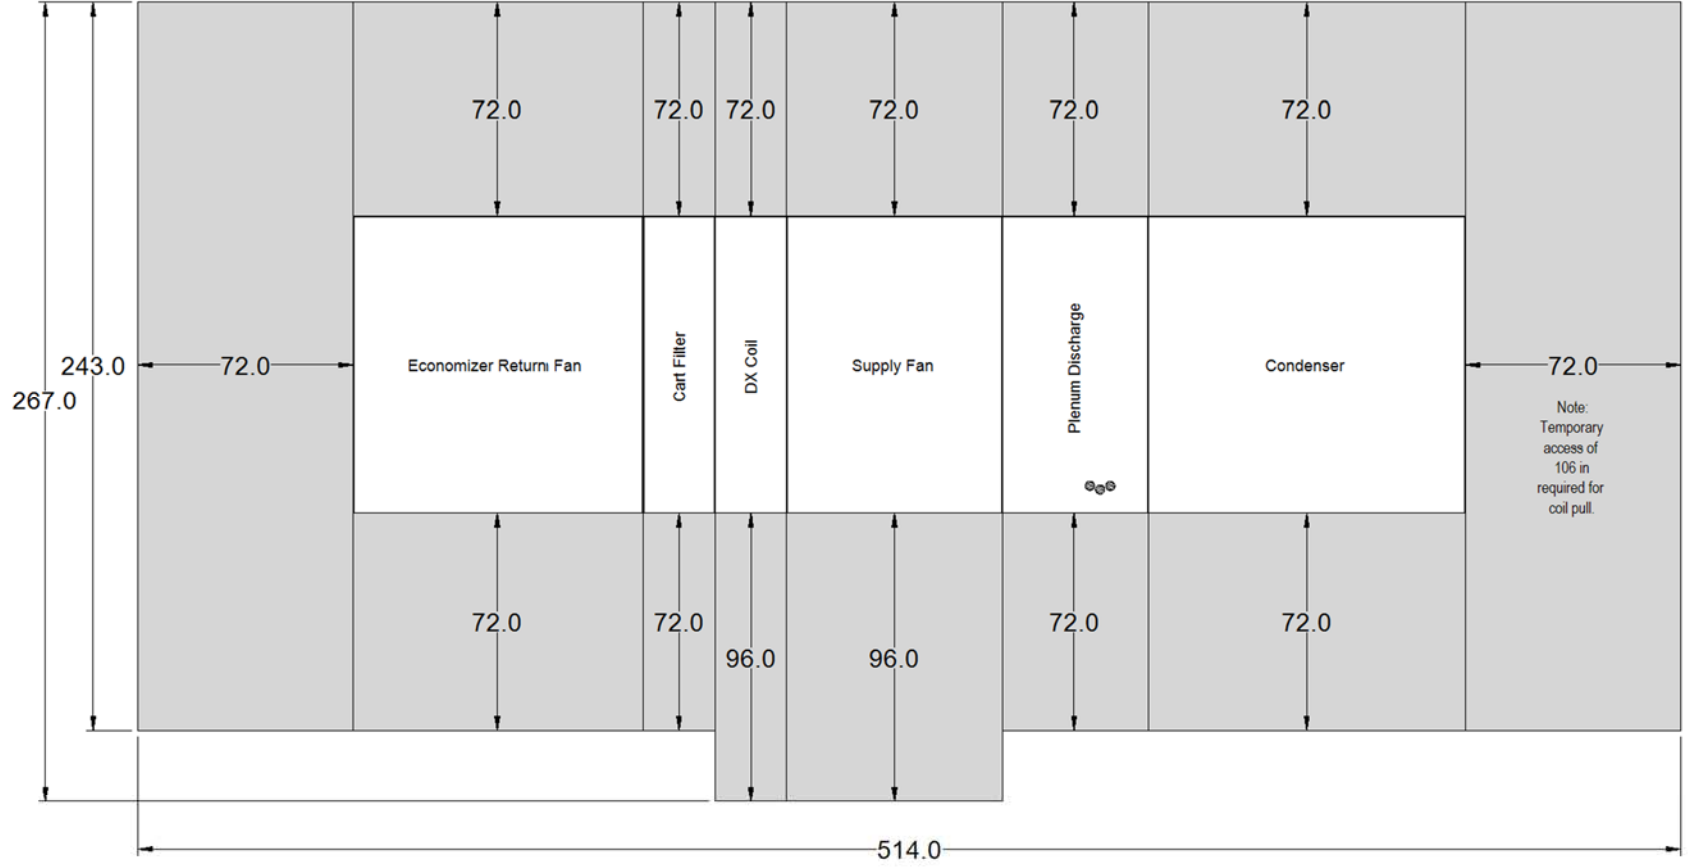 72.0
72.0
72.0
72.0
72.0
72.0
243.0
267.0
72.0
Economizer Return Fan
Cart Filter
DX Coil
Supply Fan
Plenum Discharge
Condenser
72.0
Note:
Temporary
access of
106 in
required for
coil pull.
72.0
72.0
96.0
96.0
72.0
72.0
514.0